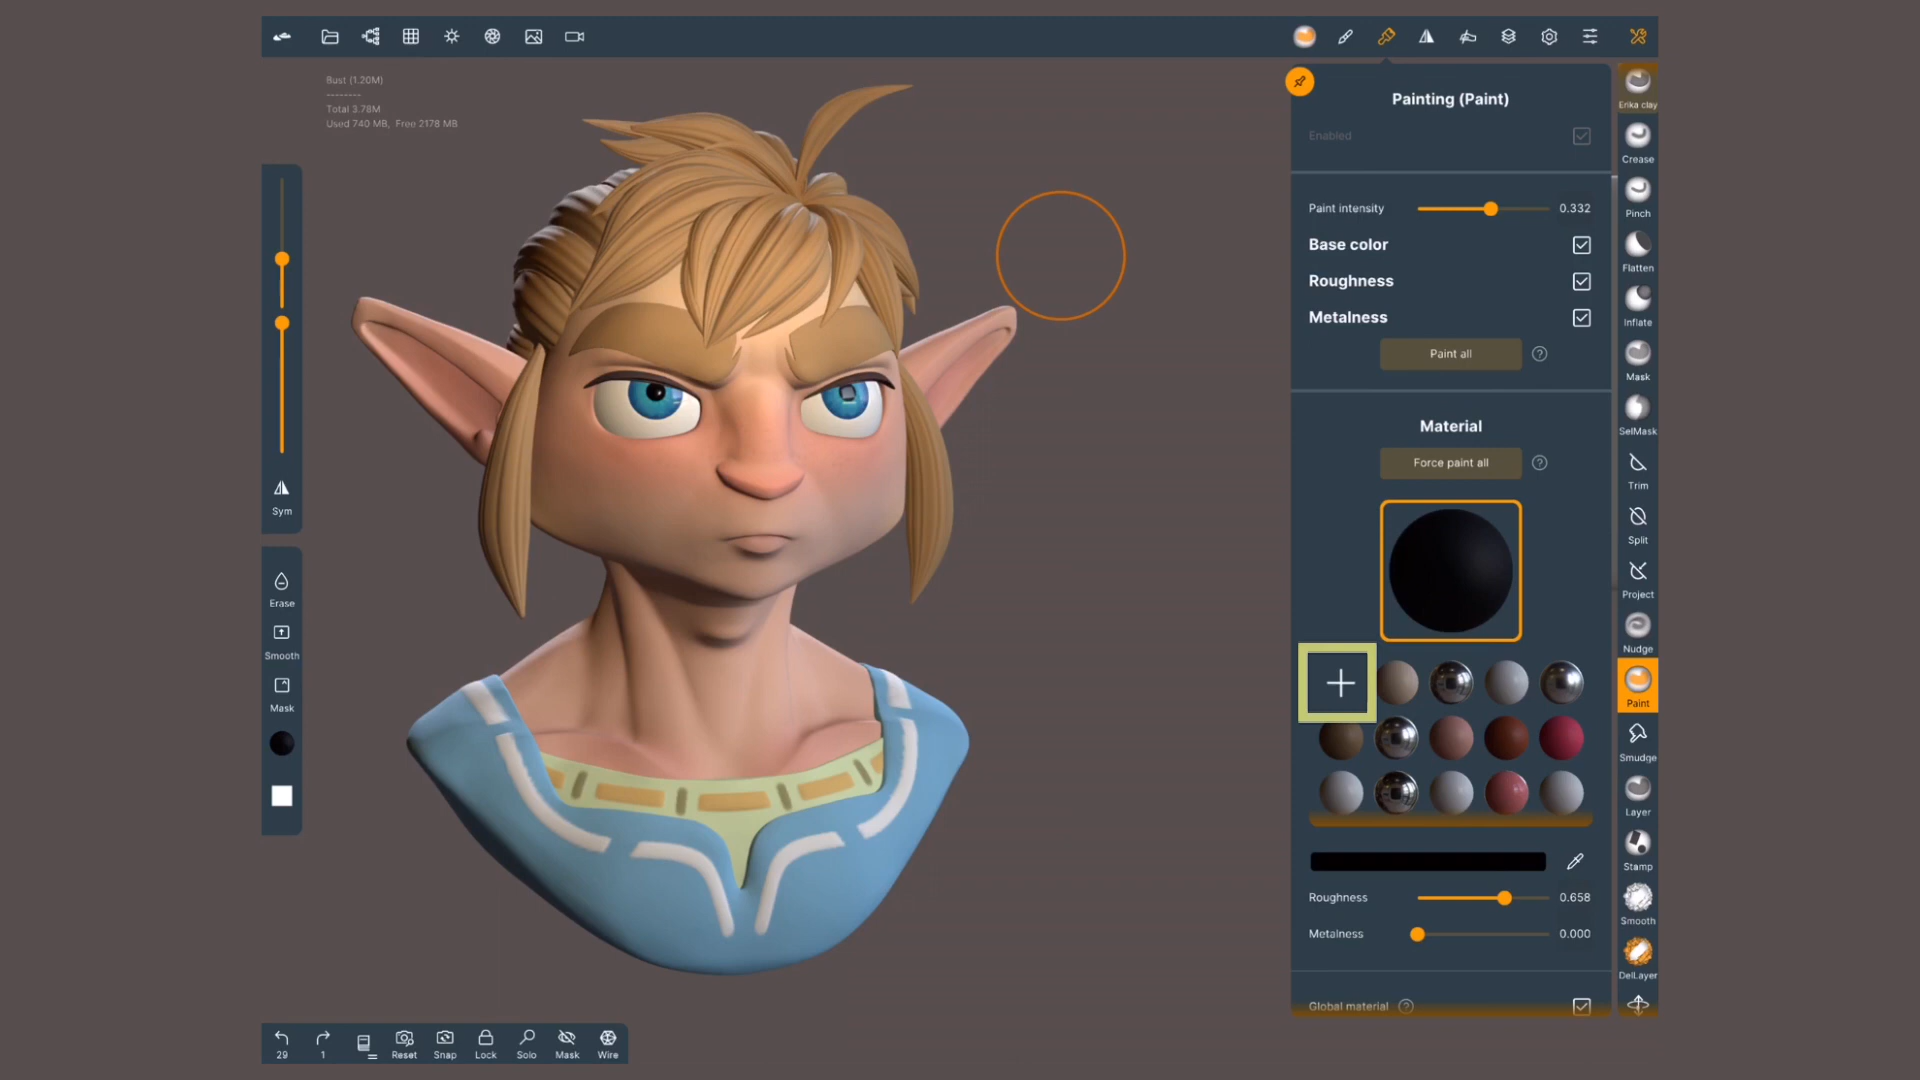 Bust (1.20M)
--------
Total 3.78M
Used 740 MB, Free 2178 MB
Sym
Erase
Smooth
Mask
29
1
Reset
Snap
Lock
Solo
Mask
Wire
Painting (Paint)
Enabled
Paint intensity 0.332
Base color
Roughness
Metalness
Paint all ?
Material
Force paint all ?
Roughness 0.658
Metalness 0.000
Global material ?
Erika clay
Crease
Pinch
Flatten
Inflate
Mask
SelMask
Trim
Split
Project
Nudge
Paint
Smudge
Layer
Stamp
Smooth
DelLayer